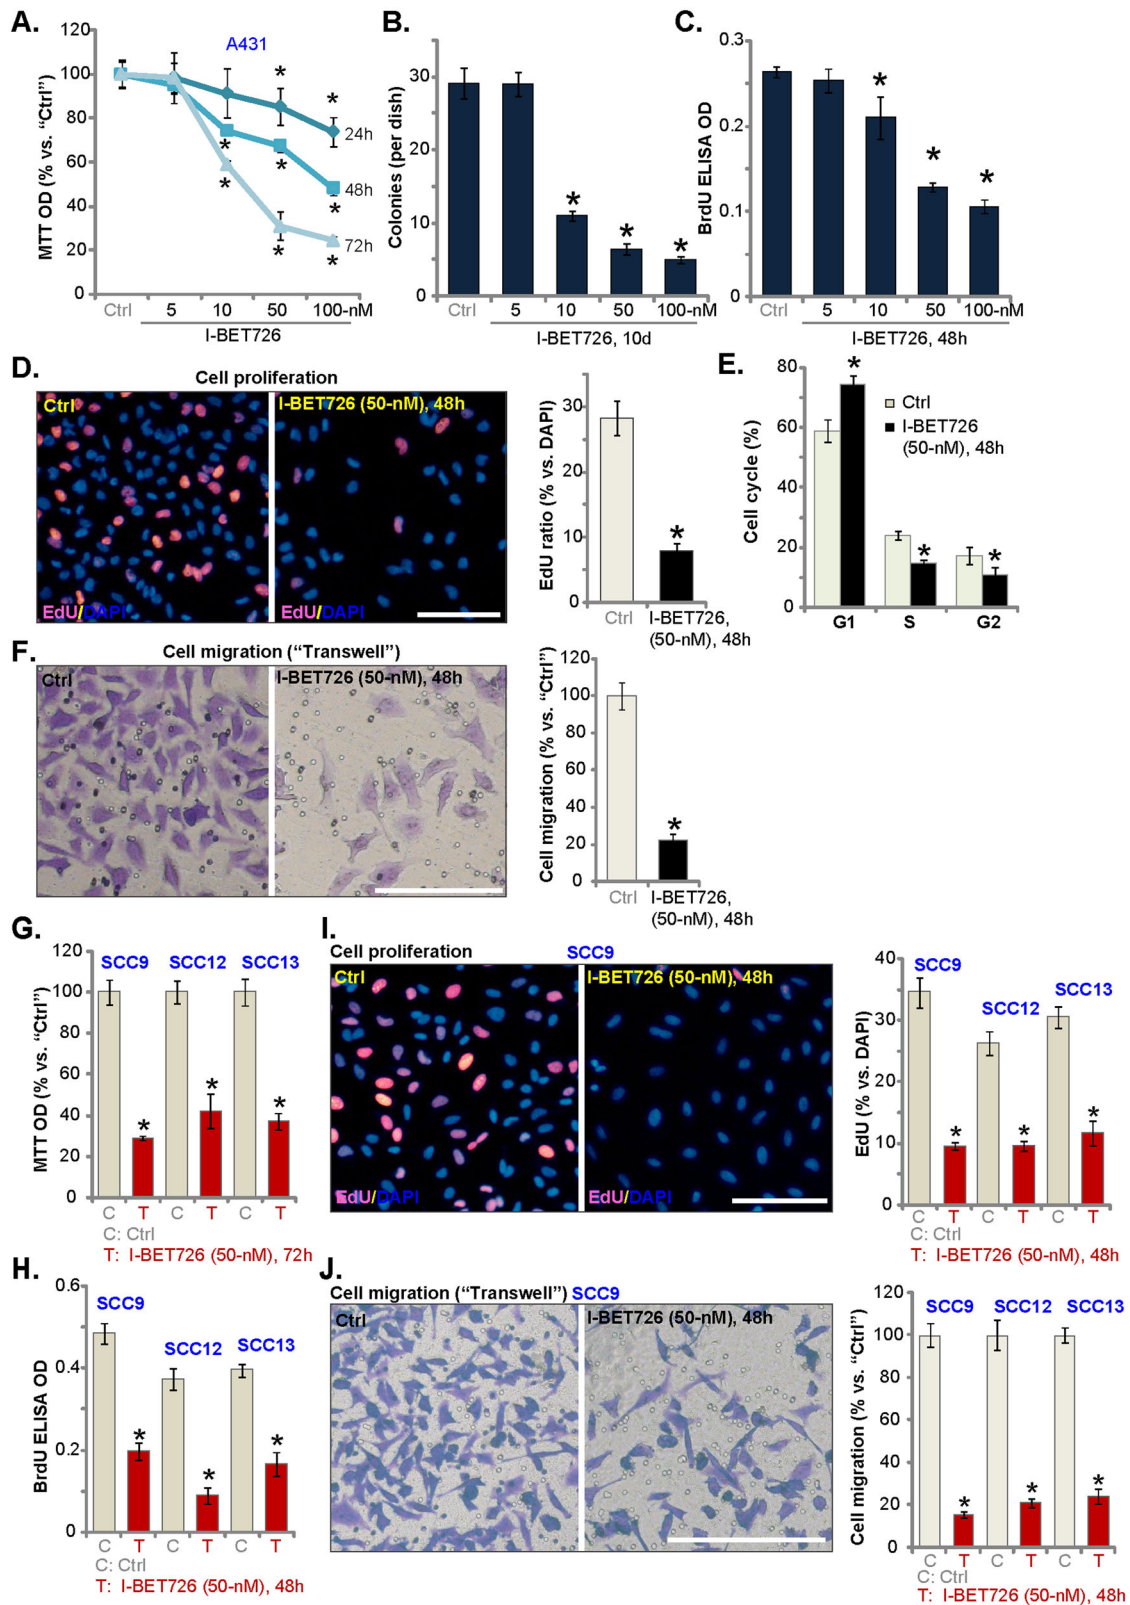 A.
B.
C.
120
100
80
60
40
20
0
MTT OD (% vs. “Ctrl”)
A431
*
*
24h
*
*
*
48h
*
*
*
72h
Ctrl 5 10 50 100-nM
I-BET726
30
20
10
0
Colonies (per dish)
* * *
Ctrl 5 10 50 100-nM
I-BET726, 10d
0.3
0.2
0.1
0
BrdU ELISA OD
* * *
Ctrl 5 10 50 100-nM
I-BET726, 48h
D.
Cell proliferation
Ctrl
I-BET726 (50-nM), 48h
EdU/DAPI
EdU/DAPI
30
20
10
0
EdU ratio (% vs. DAPI)
*
Ctrl I-BET726,
(50-nM), 48h
E.
80
60
40
20
0
Cell cycle (%)
Ctrl
I-BET726
(50-nM), 48h
* * *
G1 S G2
F.
Cell migration (“Transwell”)
Ctrl
I-BET726 (50-nM), 48h
120
100
80
60
40
20
0
Cell migration (% vs. “Ctrl”)
*
Ctrl I-BET726,
(50-nM), 48h
G.
120
100
80
60
40
20
0
MTT OD (% vs. “Ctrl”)
SCC9 SCC12 SCC13
* * *
C T C T C T
C: Ctrl
T: I-BET726 (50-nM), 72h
I.
Cell proliferation SCC9
Ctrl
I-BET726 (50-nM), 48h
EdU/DAPI
EdU/DAPI
40
30
20
10
0
EdU (% vs. DAPI)
SCC9
SCC12
SCC13
* * *
C T C T C T
C: Ctrl
T: I-BET726 (50-nM), 48h
H.
0.6
0.4
0.2
0
BrdU ELISA OD
SCC9
SCC12
SCC13
* * *
C T C T C T
C: Ctrl
T: I-BET726 (50-nM), 48h
J.
Cell migration (“Transwell”) SCC9
Ctrl
I-BET726 (50-nM), 48h
120
100
80
60
40
20
0
Cell migration (% vs. “Ctrl”)
SCC9 SCC12 SCC13
* * *
C T C T C T
C: Ctrl
T: I-BET726 (50-nM), 48h